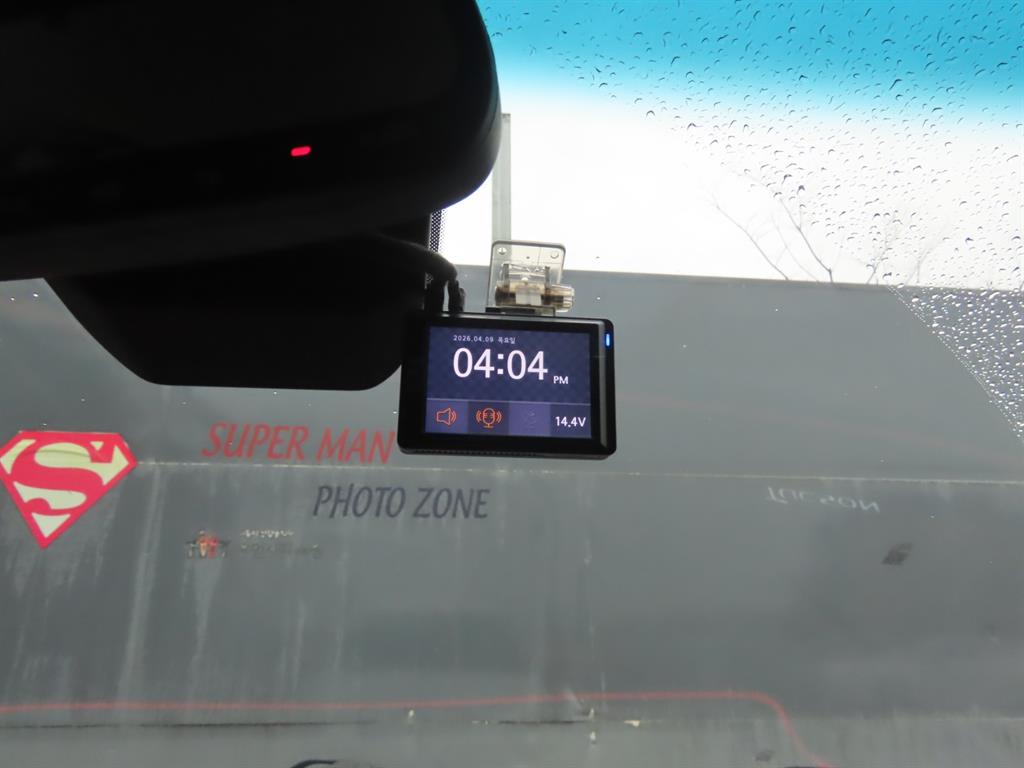 2026.04.09 목요일
04:04 PM
14.4V
S
SUPER MAN
PHOTO ZONE
TUCSON